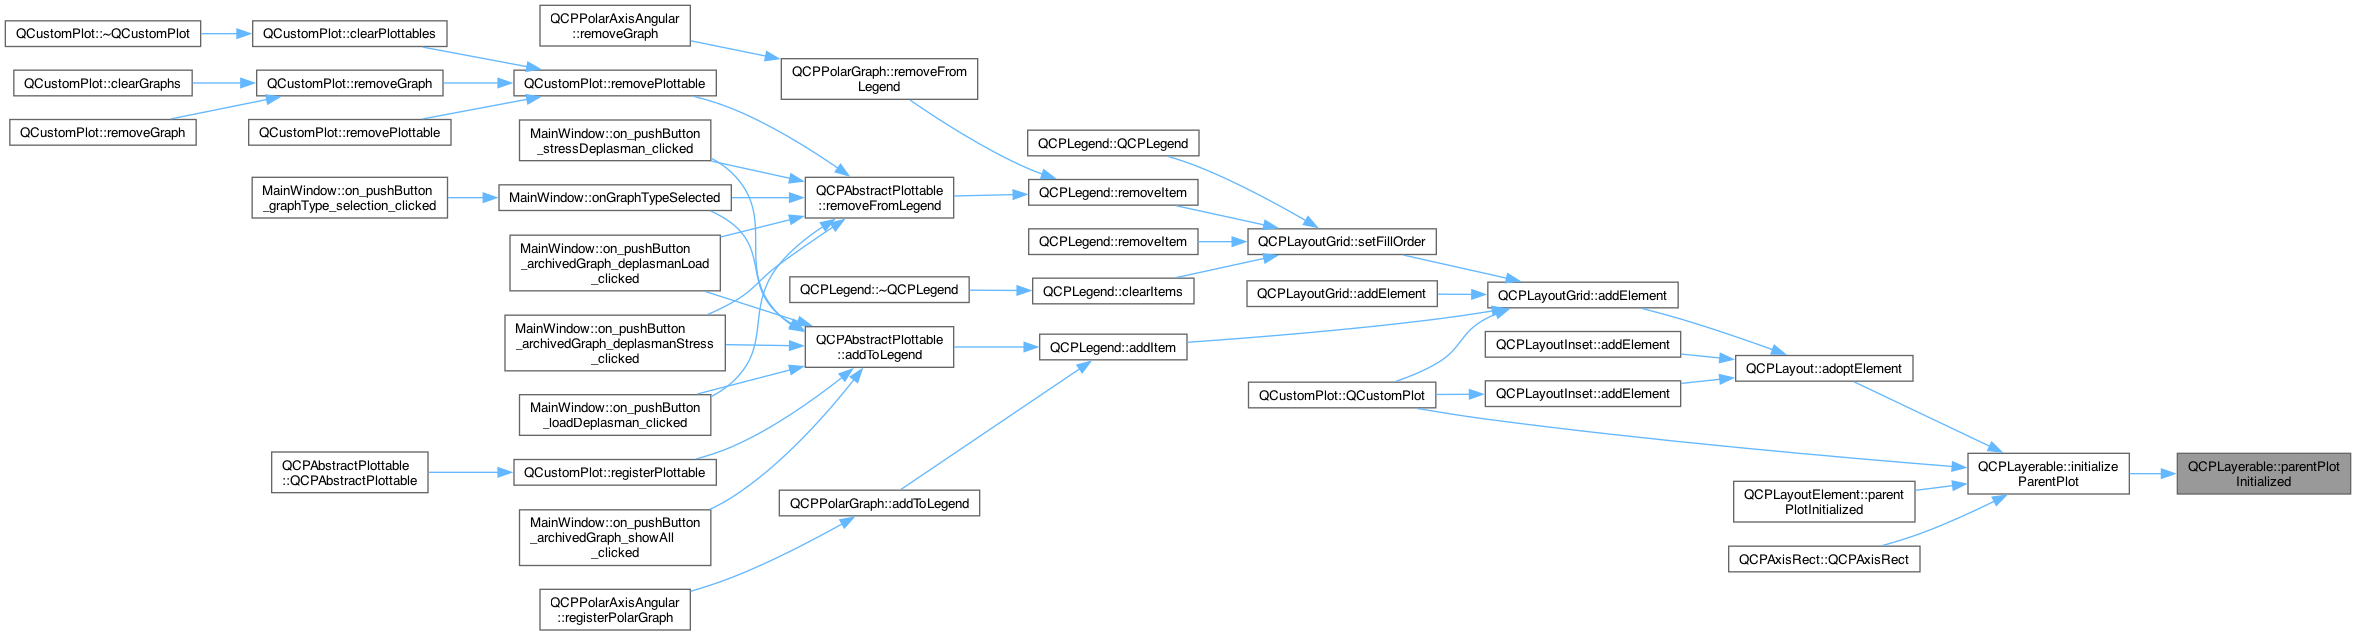 QCPPolarAxisAngular
::removeGraph
QCustomPlot::~QCustomPlot
QCustomPlot::clearPlottables
QCPPolarGraph::removeFrom
Legend
QCustomPlot::clearGraphs
QCustomPlot::removeGraph
QCustomPlot::removePlottable
QCustomPlot::removeGraph
QCustomPlot::removePlottable
MainWindow::on_pushButton
_stressDeplasman_clicked
QCPLegend::QCPLegend
MainWindow::on_pushButton
_graphType_selection_clicked
MainWindow::onGraphTypeSelected
QCPAbstractPlottable
::removeFromLegend
QCPLegend::removeItem
MainWindow::on_pushButton
_archivedGraph_deplasmanLoad
_clicked
QCPLegend::removeItem
QCPLayoutGrid::setFillOrder
QCPLegend::~QCPLegend
QCPLegend::clearItems
QCPLayoutGrid::addElement
QCPLayoutGrid::addElement
MainWindow::on_pushButton
_archivedGraph_deplasmanStress
_clicked
QCPAbstractPlottable
::addToLegend
QCPLegend::addItem
QCPLayoutInset::addElement
QCPLayout::adoptElement
MainWindow::on_pushButton
_loadDeplasman_clicked
QCustomPlot::QCustomPlot
QCPLayoutInset::addElement
QCPAbstractPlottable
::QCPAbstractPlottable
QCustomPlot::registerPlottable
QCPLayerable::initialize
ParentPlot
QCPLayerable::parentPlot
Initialized
QCPPolarGraph::addToLegend
QCPLayoutElement::parent
PlotInitialized
MainWindow::on_pushButton
_archivedGraph_showAll
_clicked
QCPAxisRect::QCPAxisRect
QCPPolarAxisAngular
::registerPolarGraph